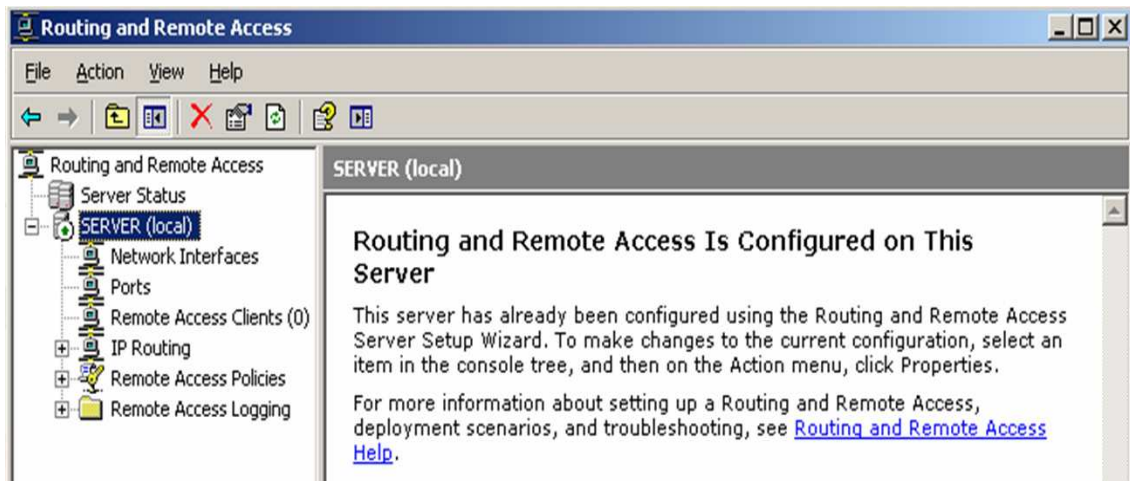 Routing and Remote Access
File Action View Help
Routing and Remote Access
Server Status
SERVER (local)
Network Interfaces
Ports
Remote Access Clients (0)
IP Routing
Remote Access Policies
Remote Access Logging
SERVER (local)
Routing and Remote Access Is Configured on This
Server
This server has already been configured using the Routing and Remote Access
Server Setup Wizard. To make changes to the current configuration, select an
item in the console tree, and then on the Action menu, click Properties.
For more information about setting up a Routing and Remote Access,
deployment scenarios, and troubleshooting, see Routing and Remote Access
Help.